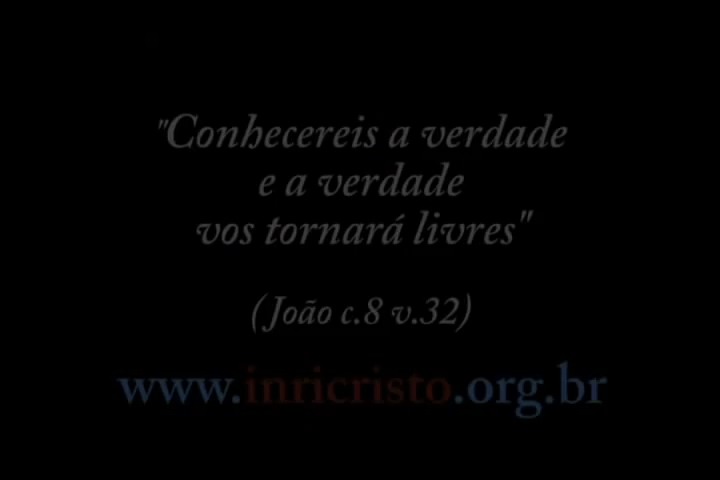 "Conhecereis a verdade
e a verdade
vos tornará livres"
(João c.8 v.32)
www.inricristo.org.br